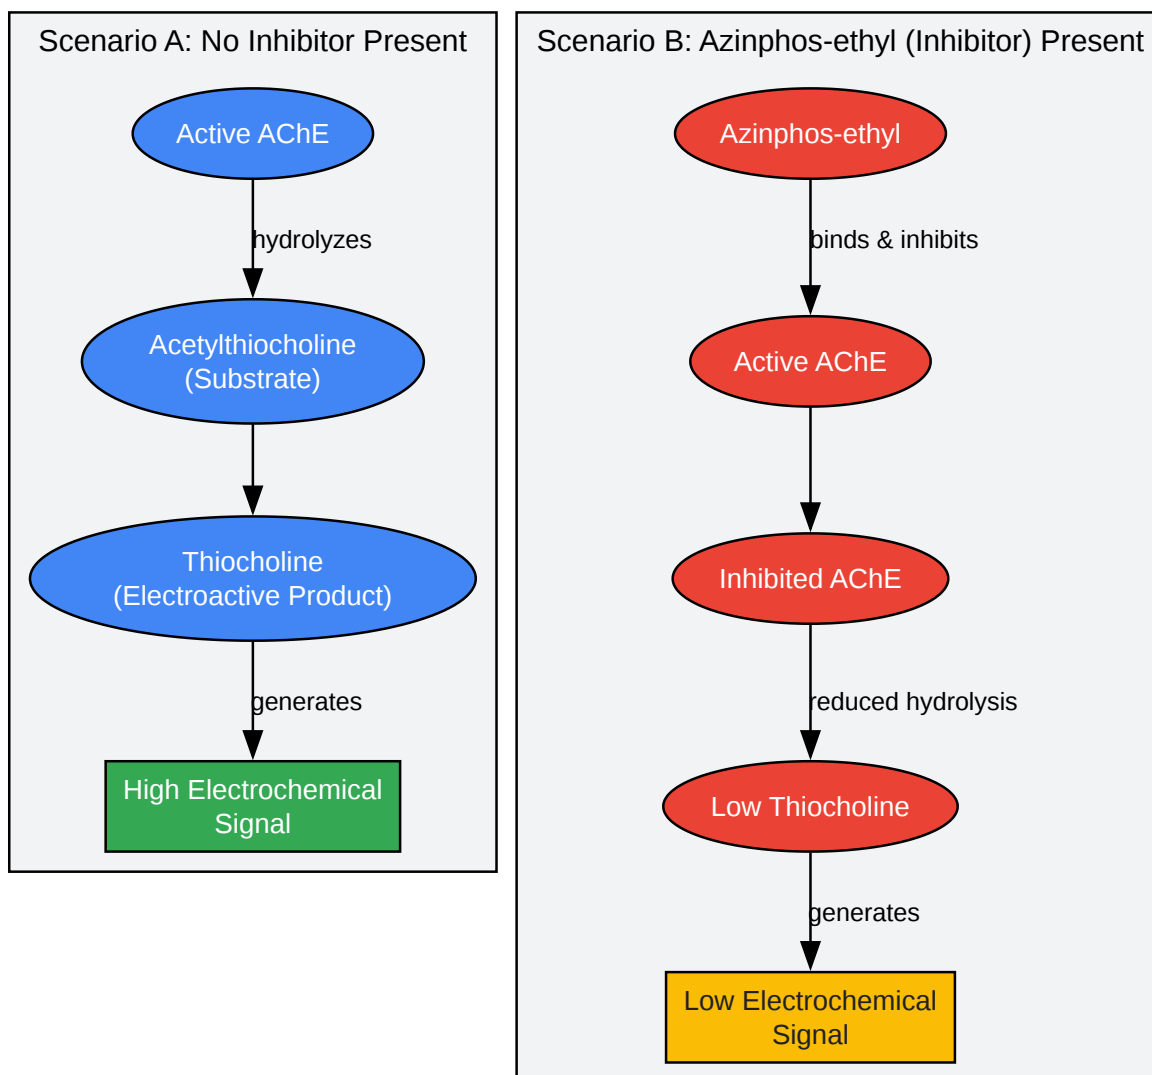 Scenario A: No Inhibitor Present
Active AChE
hydrolyzes
Acetylthiocholine
(Substrate)
Thiocholine
(Electroactive Product)
generates
High Electrochemical
Signal
Scenario B: Azinphos-ethyl (Inhibitor) Present
Azinphos-ethyl
binds & inhibits
Active AChE
Inhibited AChE
reduced hydrolysis
Low Thiocholine
generates
Low Electrochemical
Signal